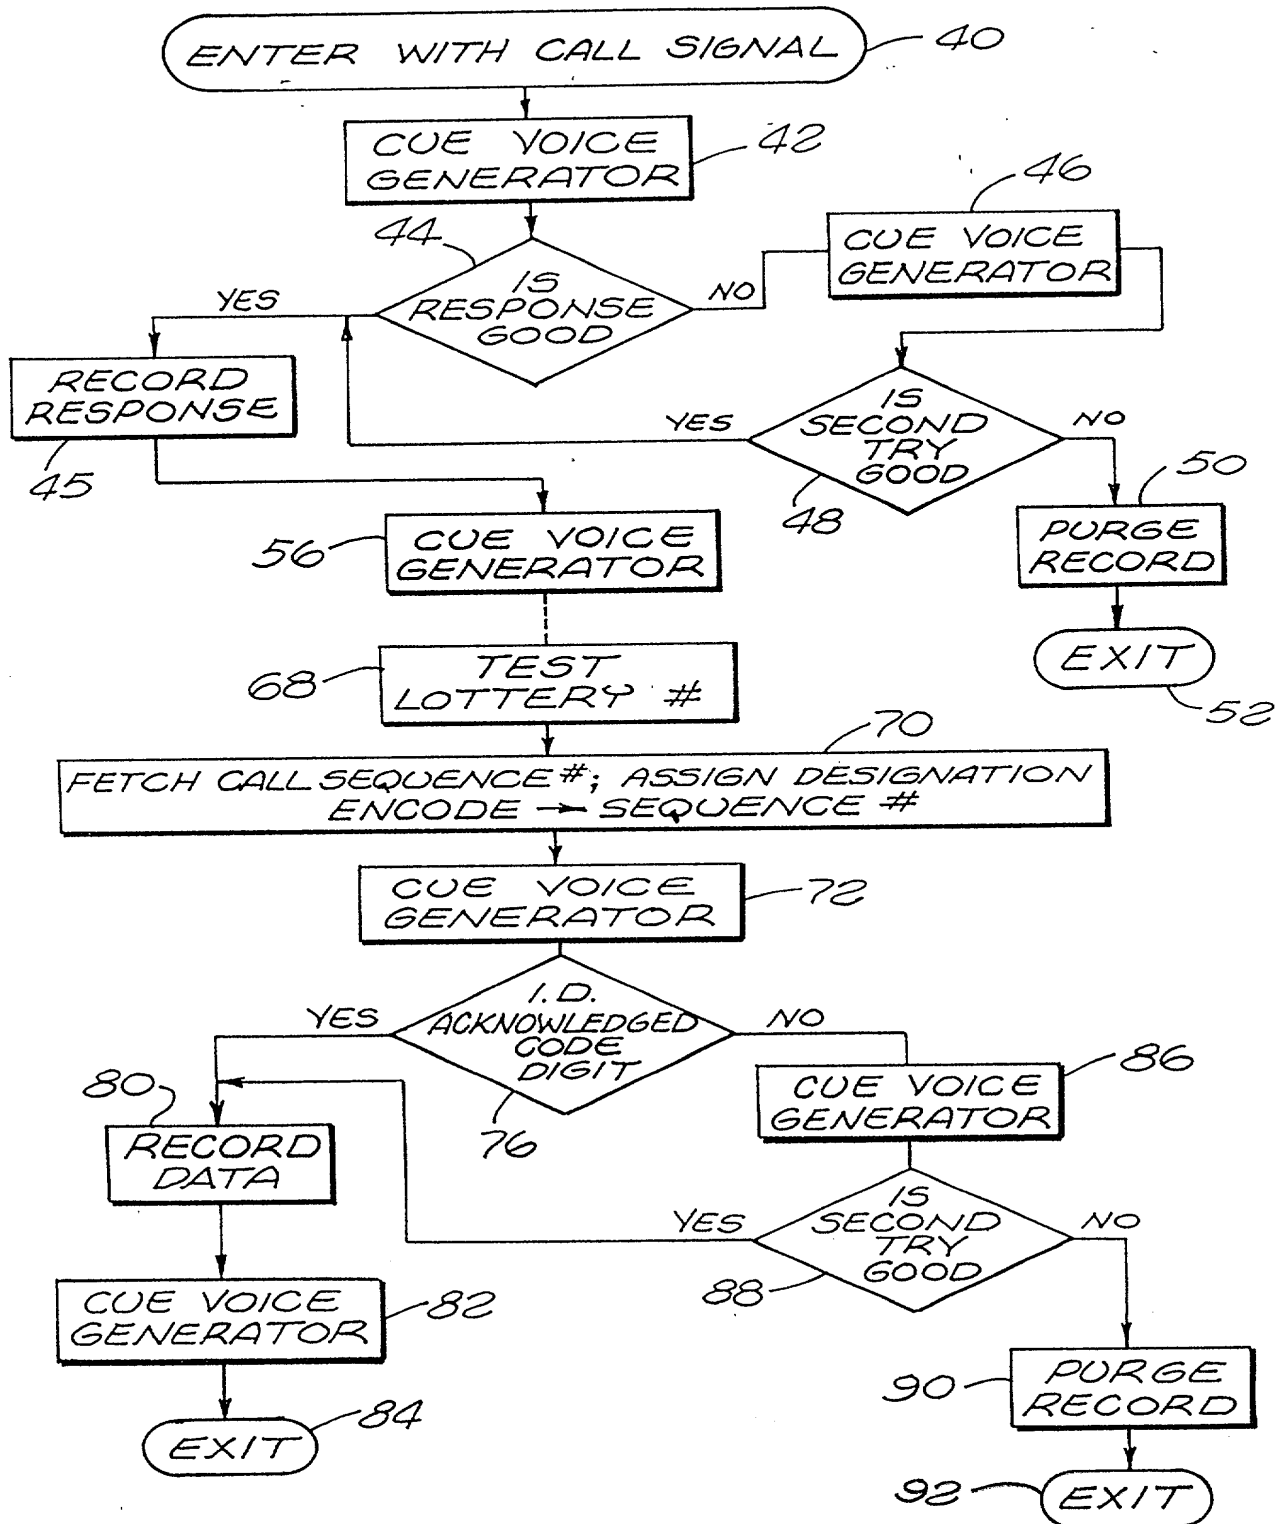 ENTER WITH CALL SIGNAL
40
CUE VOICE
GENERATOR
42
44
IS
RESPONSE
GOOD
YES
NO
46
CUE VOICE
GENERATOR
RECORD
RESPONSE
45
IS
SECOND
TRY
GOOD
YES
NO
48
50
PURGE
RECORD
EXIT
52
56
CUE VOICE
GENERATOR
68
TEST
LOTTERY #
70
FETCH CALL SEQUENCE #; ASSIGN DESIGNATION
ENCODE → SEQUENCE #
CUE VOICE
GENERATOR
72
I.D.
ACKNOWLEDGED
CODE
DIGIT
YES
NO
76
80
RECORD
DATA
86
CUE VOICE
GENERATOR
IS
SECOND
TRY
GOOD
YES
NO
88
CUE VOICE
GENERATOR
82
EXIT
84
90
PURGE
RECORD
92
EXIT